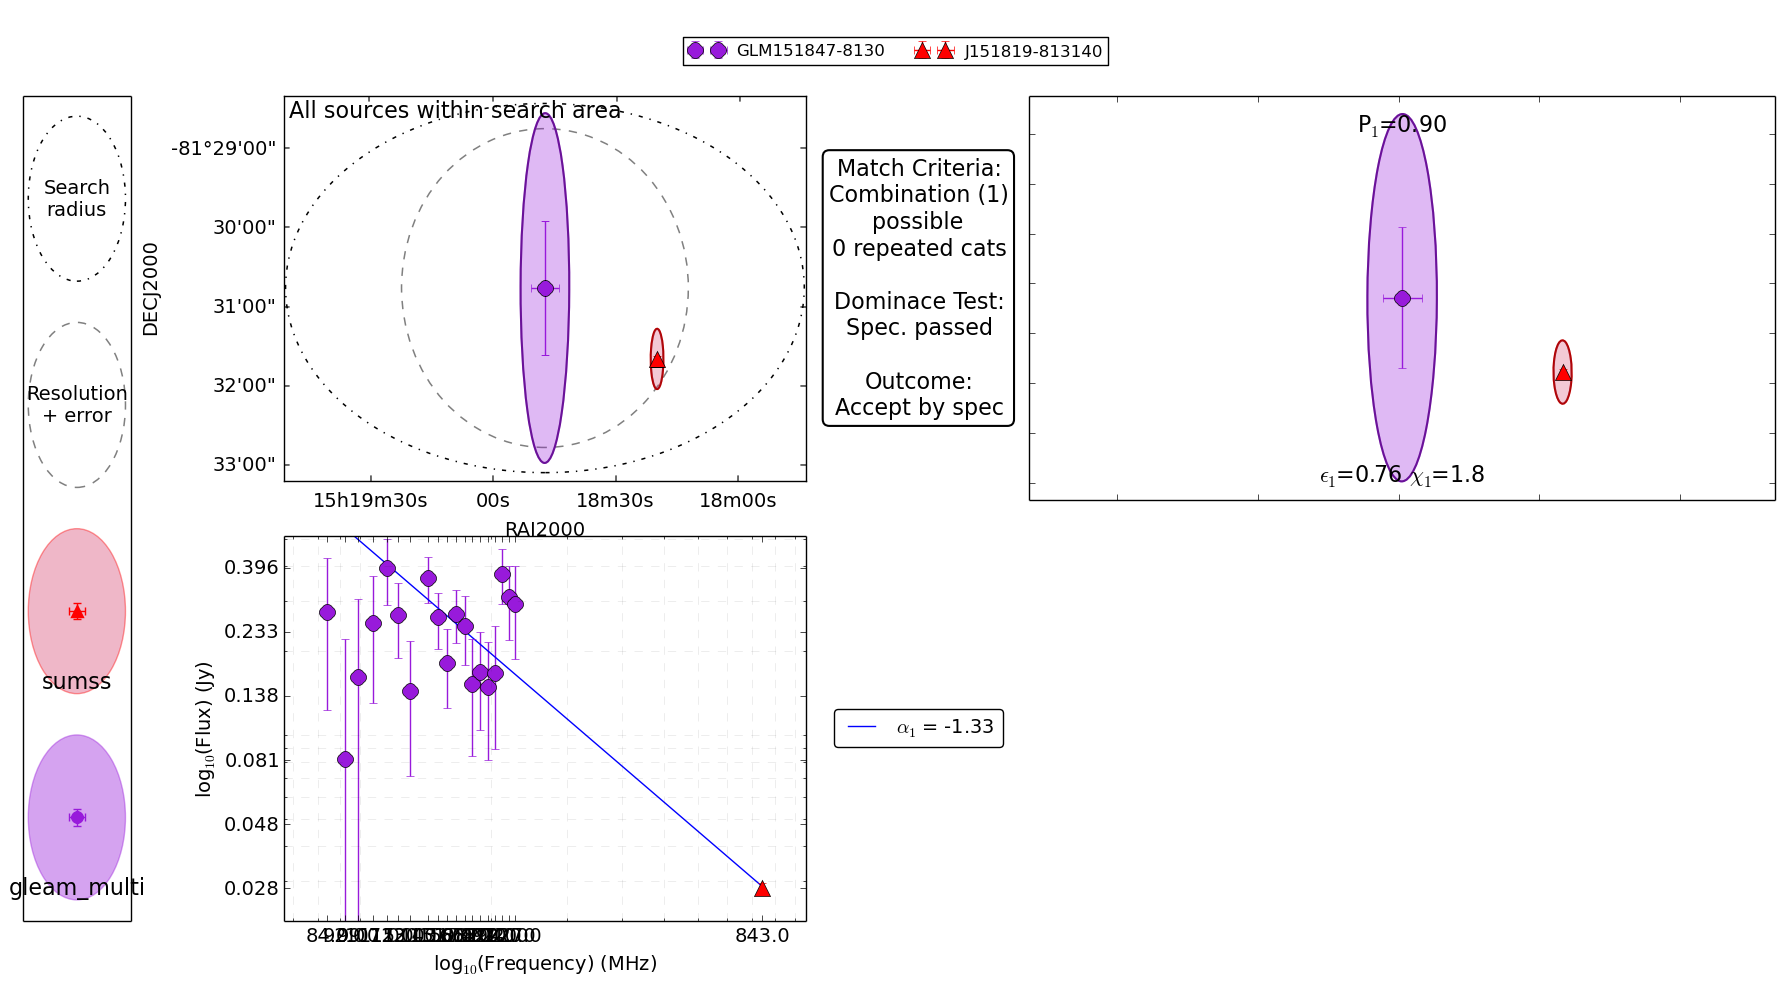 GLM151847-8130
J151819-813140
Search
radius
Resolution
+ error
sumss
gleam_multi
All sources within search area
DECJ2000
-81°29'00"
30'00"
31'00"
32'00"
33'00"
15h19m30s
00s
18m30s
18m00s
RAJ2000
Match Criteria:
Combination (1)
possible
0 repeated cats
Dominace Test:
Spec. passed
Outcome:
Accept by spec
P₁=0.90
ϵ₁=0.76 χ₁=1.8
log₁₀(Flux) (Jy)
0.396
0.233
0.138
0.081
0.048
0.028
843.0
log₁₀(Frequency) (MHz)
α₁ = -1.33